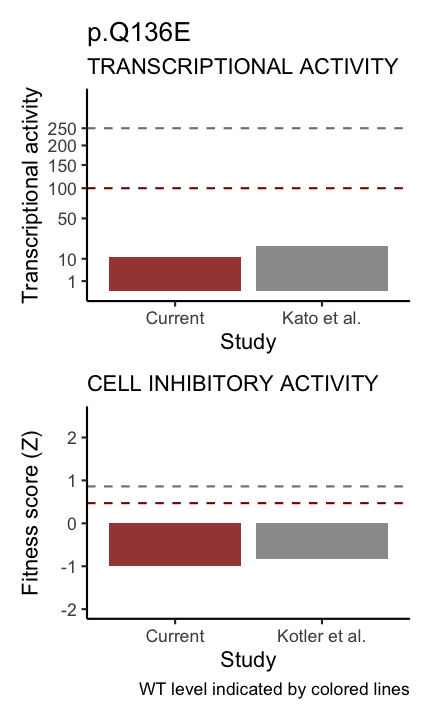 p.Q136E
TRANSCRIPTIONAL ACTIVITY
Transcriptional activity
250
200
150
100
50
10
1
Current
Kato et al.
Study
CELL INHIBITORY ACTIVITY
Fitness score (Z)
2
1
0
-1
-2
Current
Kotler et al.
Study
WT level indicated by colored lines